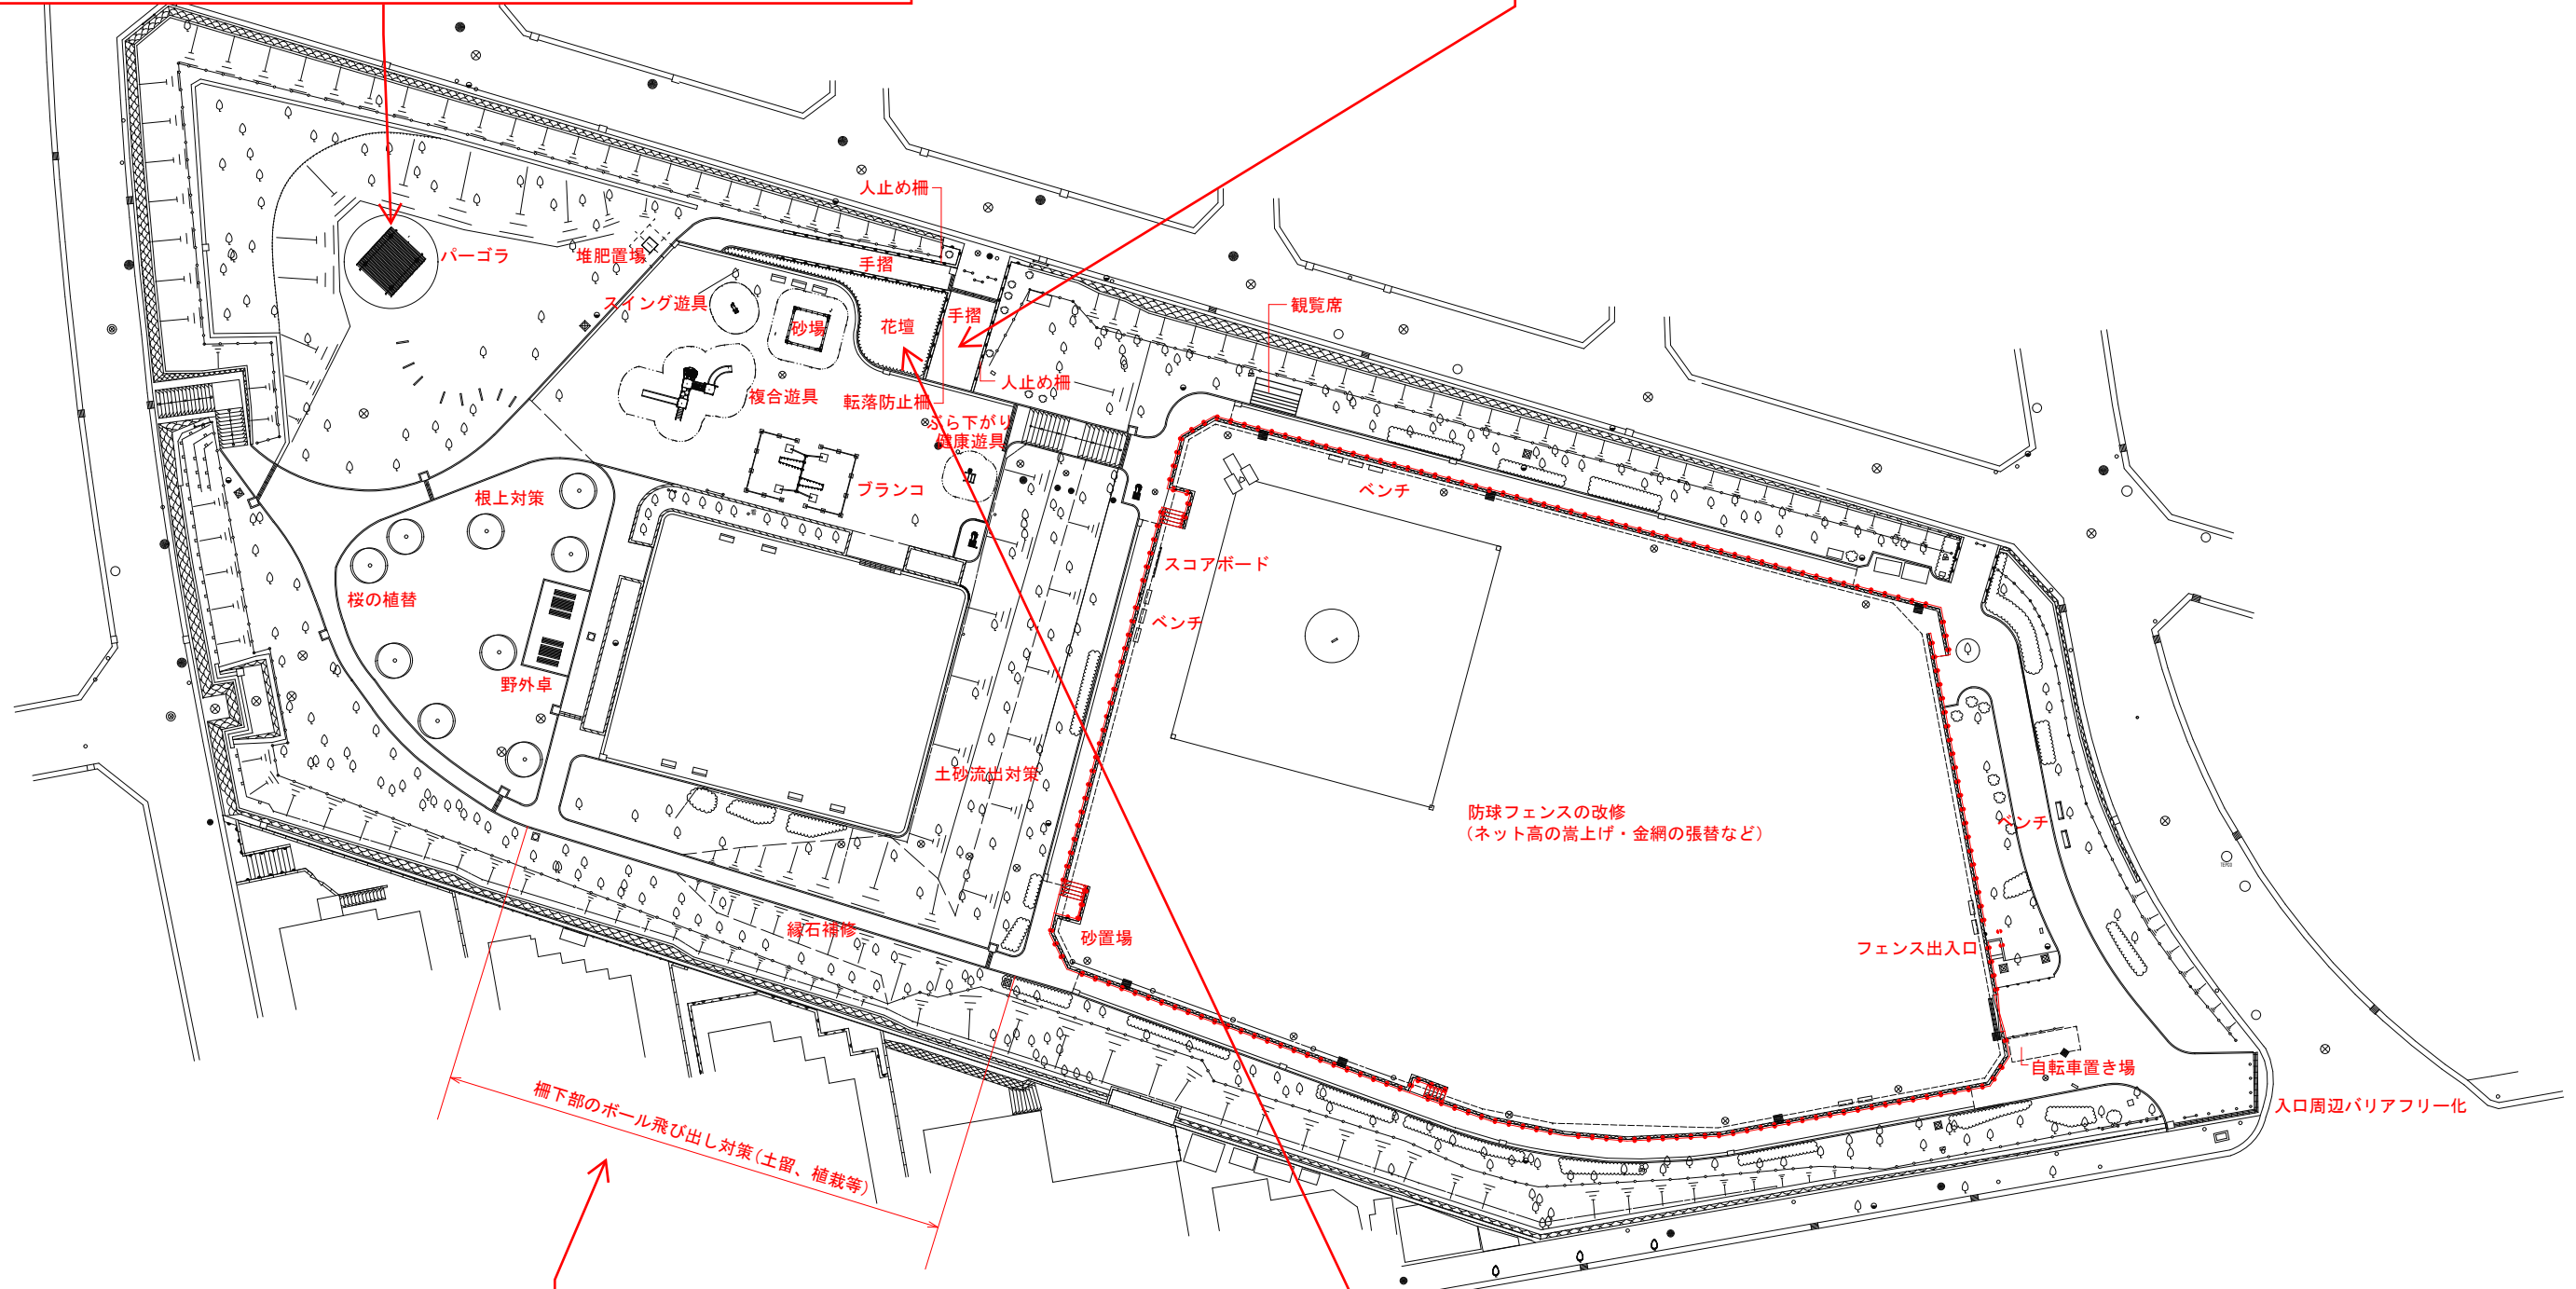 人止め柵
パーゴラ
堆肥置場
手摺
スイング遊具
砂場
花壇
手摺
観覧席
複合遊具
転落防止柵
人止め柵
ぶら下がり
健康遊具
ブランコ
ベンチ
根上対策
スコアボード
桜の植替
ベンチ
野外卓
土砂流出対策
防球フェンスの改修
（ネット高の嵩上げ・金網の張替など）
ベンチ
縁石補修
砂置場
フェンス出入口
自転車置き場
入口周辺バリアフリー化
柵下部のボール飛び出し対策(土留、植栽等)